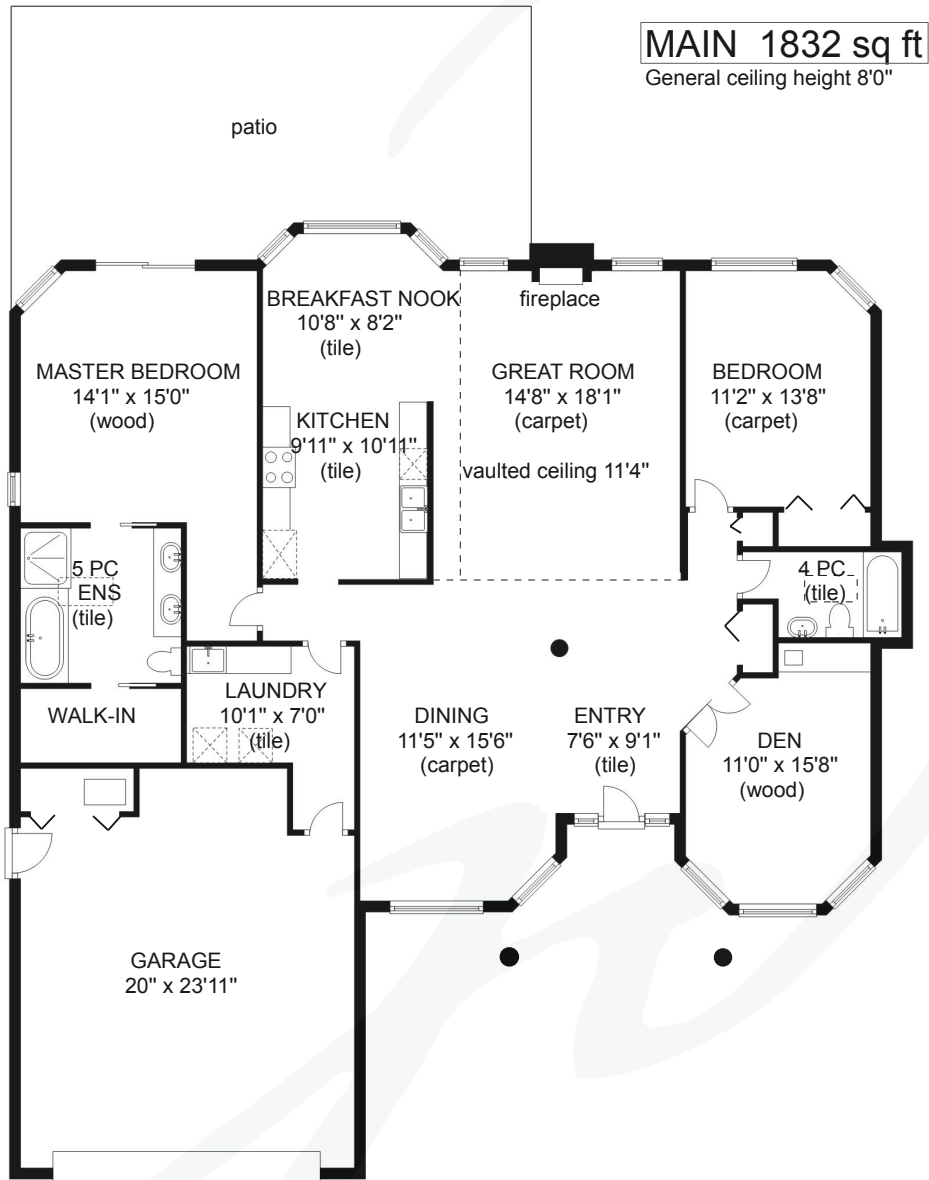 MAIN 1832 sq ft
General ceiling height 8'0"
patio
BREAKFAST NOOK
10'8" x 8'2"
(tile)
fireplace
MASTER BEDROOM
14'1" x 15'0"
(wood)
GREAT ROOM
14'8" x 18'1"
(carpet)
vaulted ceiling 11'4"
BEDROOM
11'2" x 13'8"
(carpet)
KITCHEN
9'11" x 10'11"
(tile)
5 PC
ENS
(tile)
4 PC
(tile)
WALK-IN
LAUNDRY
10'1" x 7'0"
(tile)
DINING
11'5" x 15'6"
(carpet)
ENTRY
7'6" x 9'1"
(tile)
DEN
11'0" x 15'8"
(wood)
GARAGE
20" x 23'11"